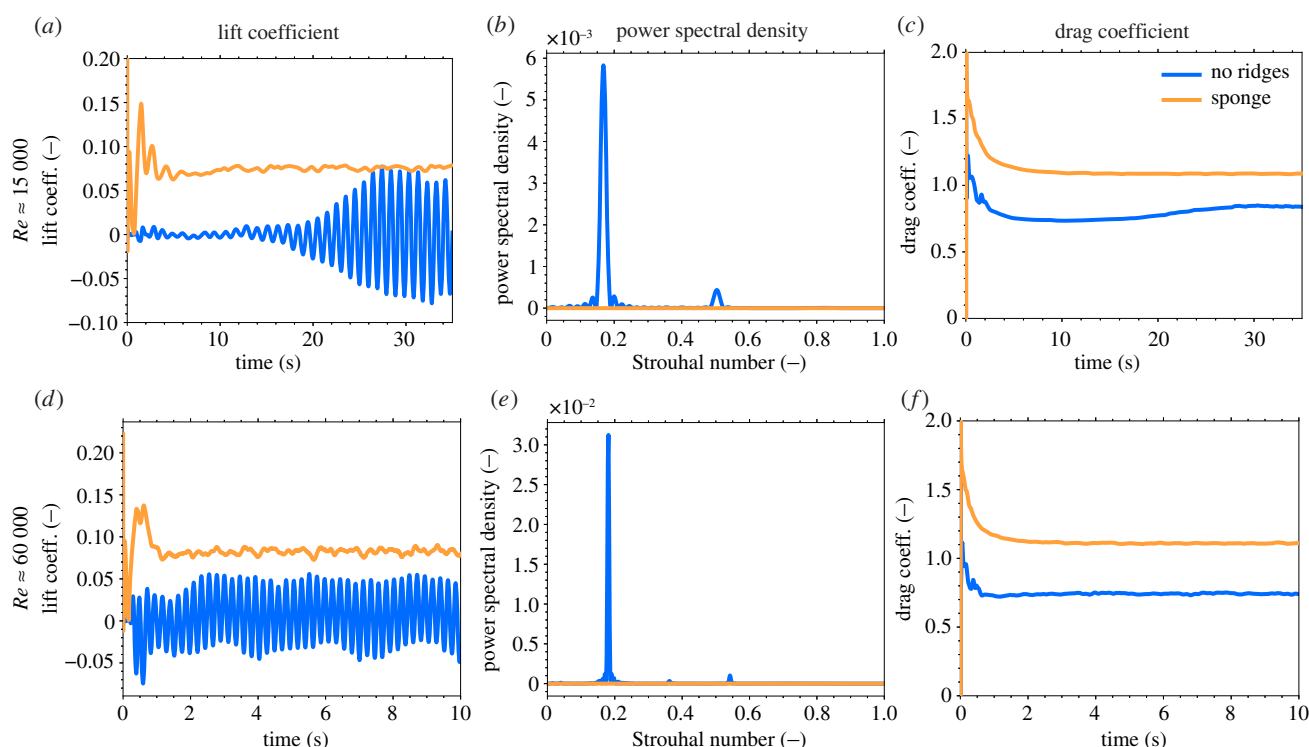 (a) lift coefficient
(b) power spectral density
(c) drag coefficient
Re ≈ 15 000
lift coeff. (–)
0.20
0.15
0.10
0.05
0
–0.05
–0.10
0 10 20 30
time (s)
×10–3
power spectral density (–)
6
5
4
3
2
1
0
0 0.2 0.4 0.6 0.8 1.0
Strouhal number (–)
drag coeff. (–)
2.0
1.5
1.0
0.5
0
no ridges
sponge
0 10 20 30
time (s)
(d)
Re ≈ 60 000
lift coeff. (–)
0.20
0.15
0.10
0.05
0
–0.05
0 2 4 6 8 10
time (s)
(e)
×10–2
power spectral density (–)
3.0
2.5
2.0
1.5
1.0
0.5
0
0 0.2 0.4 0.6 0.8 1.0
Strouhal number (–)
(f)
drag coeff. (–)
2.0
1.5
1.0
0.5
0
0 2 4 6 8 10
time (s)